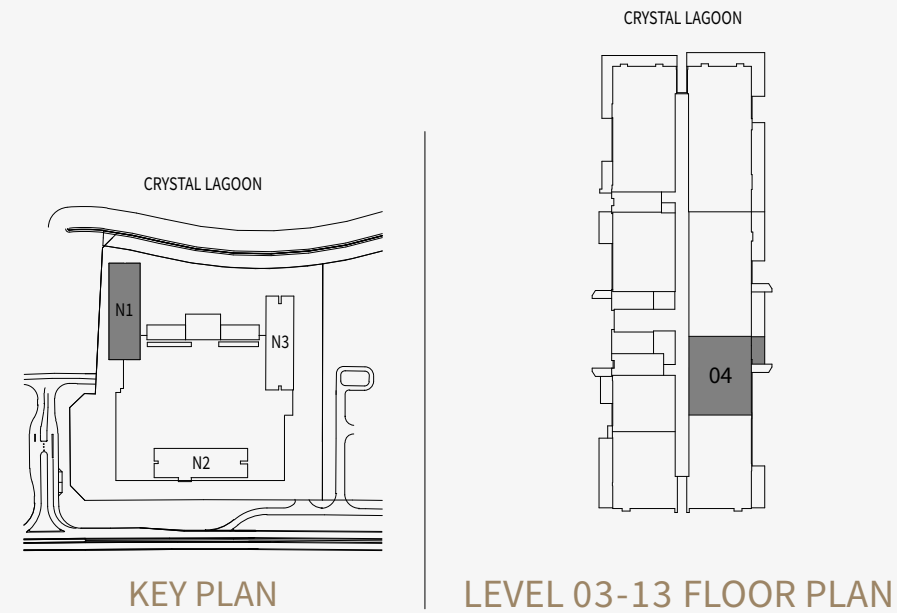 CRYSTAL LAGOON
N1
N3
N2
KEY PLAN
CRYSTAL LAGOON
04
LEVEL 03-13 FLOOR PLAN